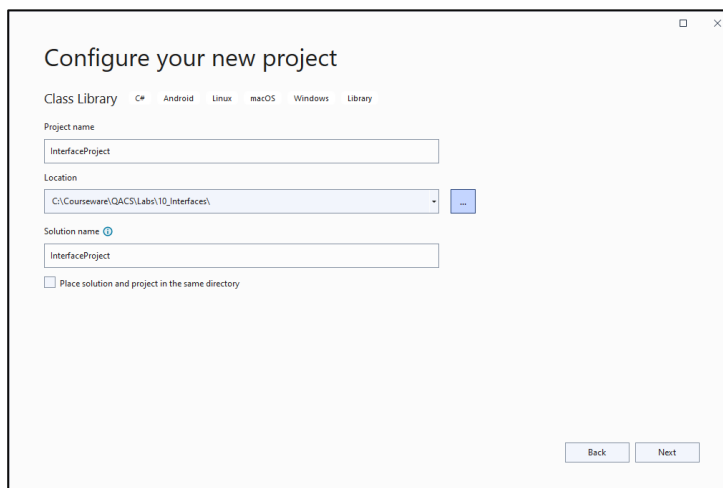 Configure your new project
Class Library C# Android Linux macOS Windows Library
Project name
InterfaceProject
Location
C:\Courseware\QACS\Labs\10_Interfaces\
...
Solution name
InterfaceProject
Place solution and project in the same directory
Back Next